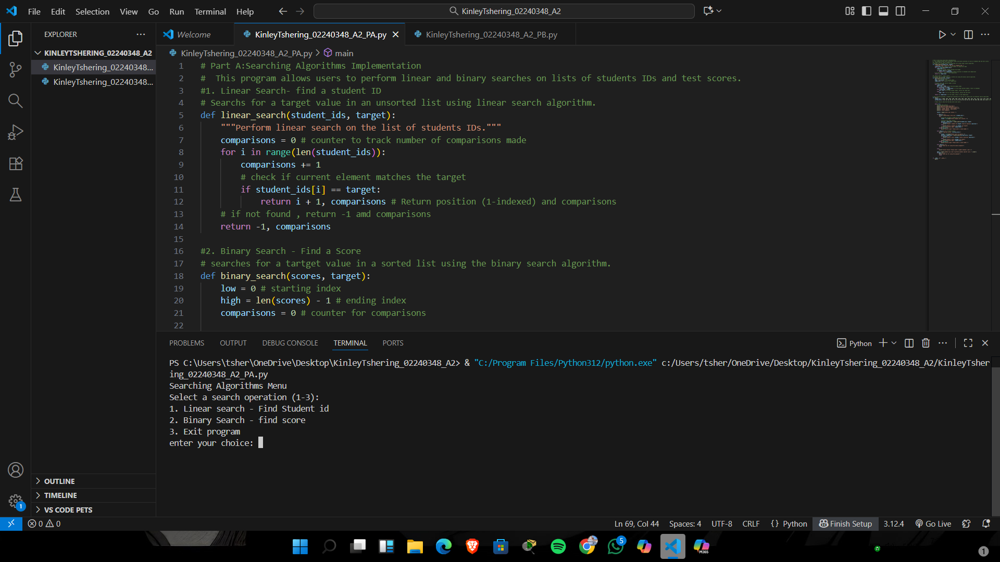 File Edit Selection View Go Run Terminal Help
KinleyTshering_02240348_A2
EXPLORER
Welcome
KinleyTshering_02240348_A2_PA.py
KinleyTshering_02240348_A2_PB.py
KINLEYTSHERING_02240348_A2
KinleyTshering_02240348...
KinleyTshering_02240348...
KinleyTshering_02240348_A2_PA.py > main
1 # Part A:Searching Algorithms Implementation
2 #  This program allows users to perform linear and binary searches on lists of students IDs and test scores.
3 #1. Linear Search- find a student ID
4 # Searchs for a target value in an unsorted list using linear search algorithm.
5 def linear_search(student_ids, target):
6     """Perform linear search on the list of students IDs."""
7     comparisons = 0 # counter to track number of comparisons made
8     for i in range(len(student_ids)):
9         comparisons += 1
10         # check if current element matches the target
11         if student_ids[i] == target:
12             return i + 1, comparisons # Return position (1-indexed) and comparisons
13     # if not found , return -1 amd comparisons
14     return -1, comparisons
15
16 #2. Binary Search - Find a Score
17 # searches for a tartget value in a sorted list using the binary search algorithm.
18 def binary_search(scores, target):
19     low = 0 # starting index
20     high = len(scores) - 1 # ending index
21     comparisons = 0 # counter for comparisons
22
PROBLEMS OUTPUT DEBUG CONSOLE TERMINAL PORTS
Python
PS C:\Users\tsher\OneDrive\Desktop\KinleyTshering_02240348_A2> & "C:/Program Files/Python312/python.exe" c:/Users/tsher/OneDrive/Desktop/KinleyTshering_02240348_A2/KinleyTsher
ing_02240348_A2_PA.py
Searching Algorithms Menu
Select a search operation (1-3):
1. Linear search - Find Student id
2. Binary Search - find score
3. Exit program
enter your choice:
OUTLINE
TIMELINE
VS CODE PETS
1
0 0
Ln 69, Col 44 Spaces: 4 UTF-8 CRLF {} Python Finish Setup 3.12.4 Go Live
5
M365
1